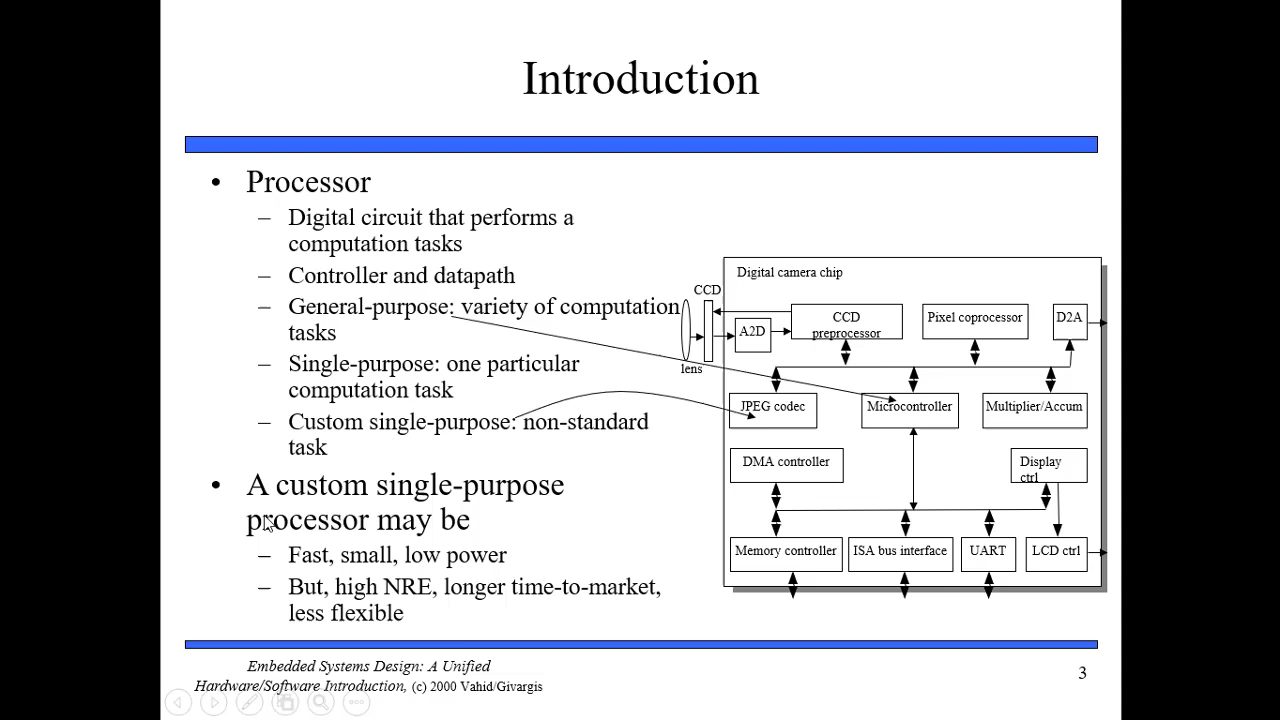 Introduction
• Processor
– Digital circuit that performs a
computation tasks
– Controller and datapath
– General-purpose: variety of computation
tasks
– Single-purpose: one particular
computation task
– Custom single-purpose: non-standard
task
• A custom single-purpose
processor may be
– Fast, small, low power
– But, high NRE, longer time-to-market,
less flexible
Digital camera chip
CCD
lens
A2D
CCD
preprocessor
Pixel coprocessor
D2A
JPEG codec
Microcontroller
Multiplier/Accum
DMA controller
Display
ctrl
Memory controller
ISA bus interface
UART
LCD ctrl
Embedded Systems Design: A Unified
Hardware/Software Introduction, (c) 2000 Vahid/Givargis
3